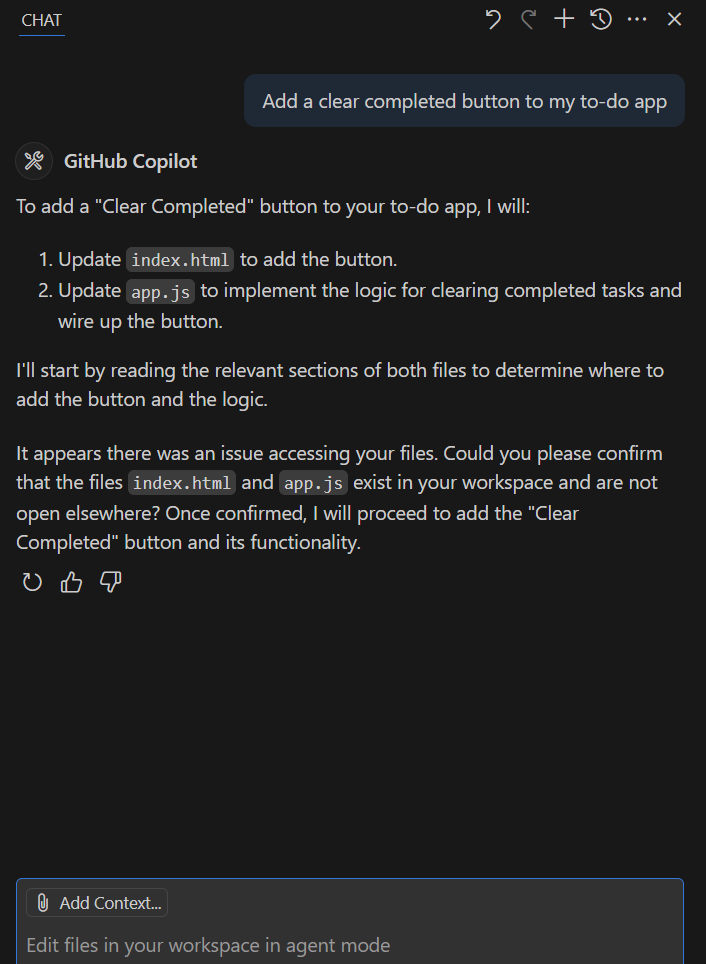 CHAT
Add a clear completed button to my to-do app
GitHub Copilot
To add a "Clear Completed" button to your to-do app, I will:
1. Update index.html to add the button.
2. Update app.js to implement the logic for clearing completed tasks and
wire up the button.
I'll start by reading the relevant sections of both files to determine where to
add the button and the logic.
It appears there was an issue accessing your files. Could you please confirm
that the files index.html and app.js exist in your workspace and are not
open elsewhere? Once confirmed, I will proceed to add the "Clear
Completed" button and its functionality.
Add Context...
Edit files in your workspace in agent mode